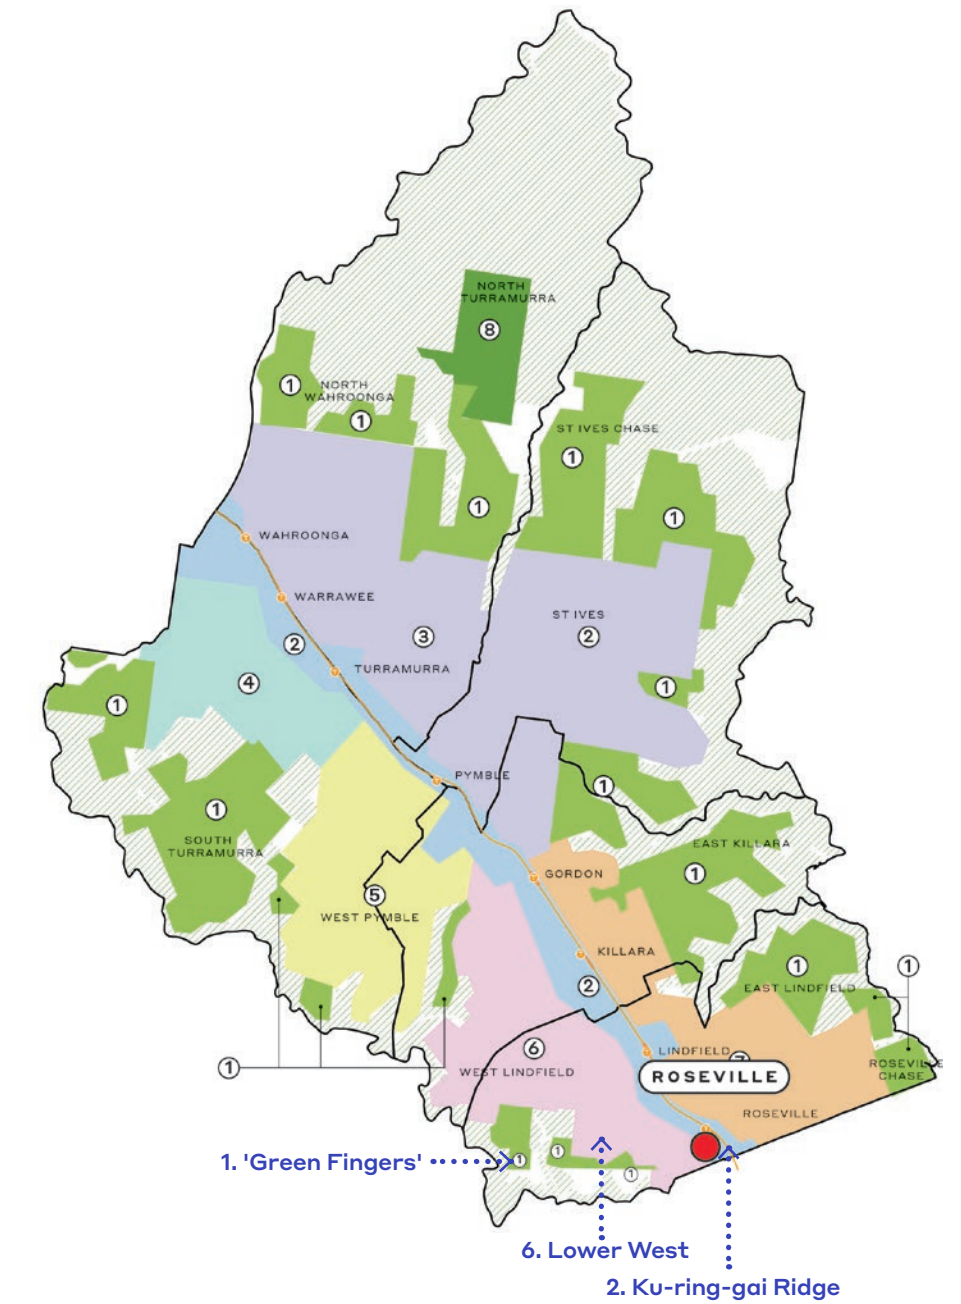 NORTH
TURRAMURRA
8
1
NORTH
WAHROONGA
1
ST IVES CHASE
1
1
1
WAHROONGA
WARRAWEE
ST IVES
2
3
2
TURRAMURRA
4
1
1
PYMBLE
1
1
SOUTH
TURRAMURRA
EAST KILLARA
GORDON
1
5
WEST PYMBLE
KILLARA
1
1
EAST LINDFIELD
2
6
LINDFIELD
7
1
WEST LINDFIELD
ROSEVILLE
ROSEVILLE
CHASE
ROSEVILLE
1. 'Green Fingers'
1
1
1
6. Lower West
2. Ku-ring-gai Ridge